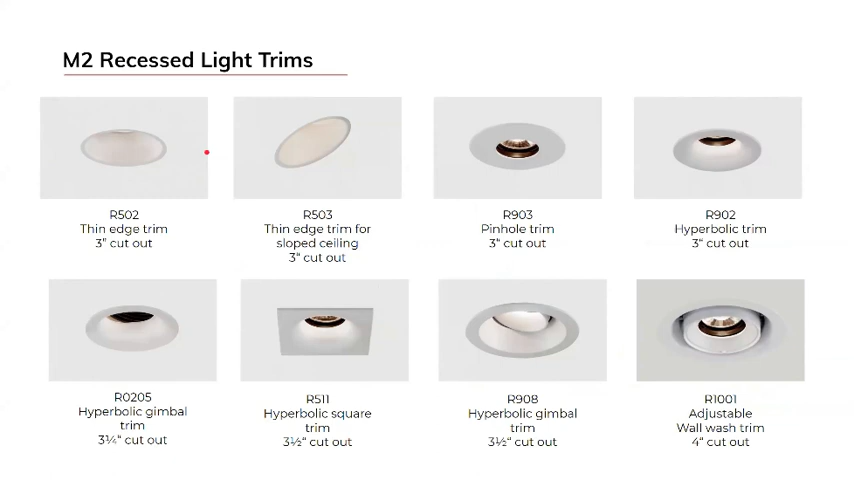 M2 Recessed Light Trims
R502
Thin edge trim
3” cut out
R503
Thin edge trim for
sloped ceiling
3“ cut out
R903
Pinhole trim
3“ cut out
R902
Hyperbolic trim
3“ cut out
R0205
Hyperbolic gimbal
trim
3¼“ cut out
R511
Hyperbolic square
trim
3½“ cut out
R908
Hyperbolic gimbal
trim
3½“ cut out
R1001
Adjustable
Wall wash trim
4“ cut out